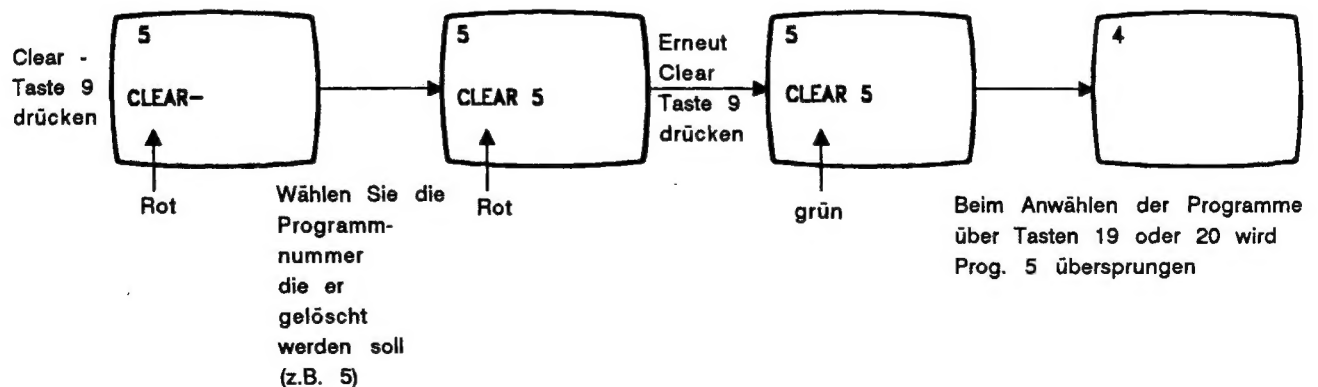 Clear -
Taste 9
drücken
5
CLEAR-
Rot
Wählen Sie die
Programm-
nummer
die er
gelöscht
werden soll
(z.B. 5)
5
CLEAR 5
Rot
Erneut
Clear
Taste 9
drücken
5
CLEAR 5
grün
4
Beim Anwählen der Programme
über Tasten 19 oder 20 wird
Prog. 5 übersprungen